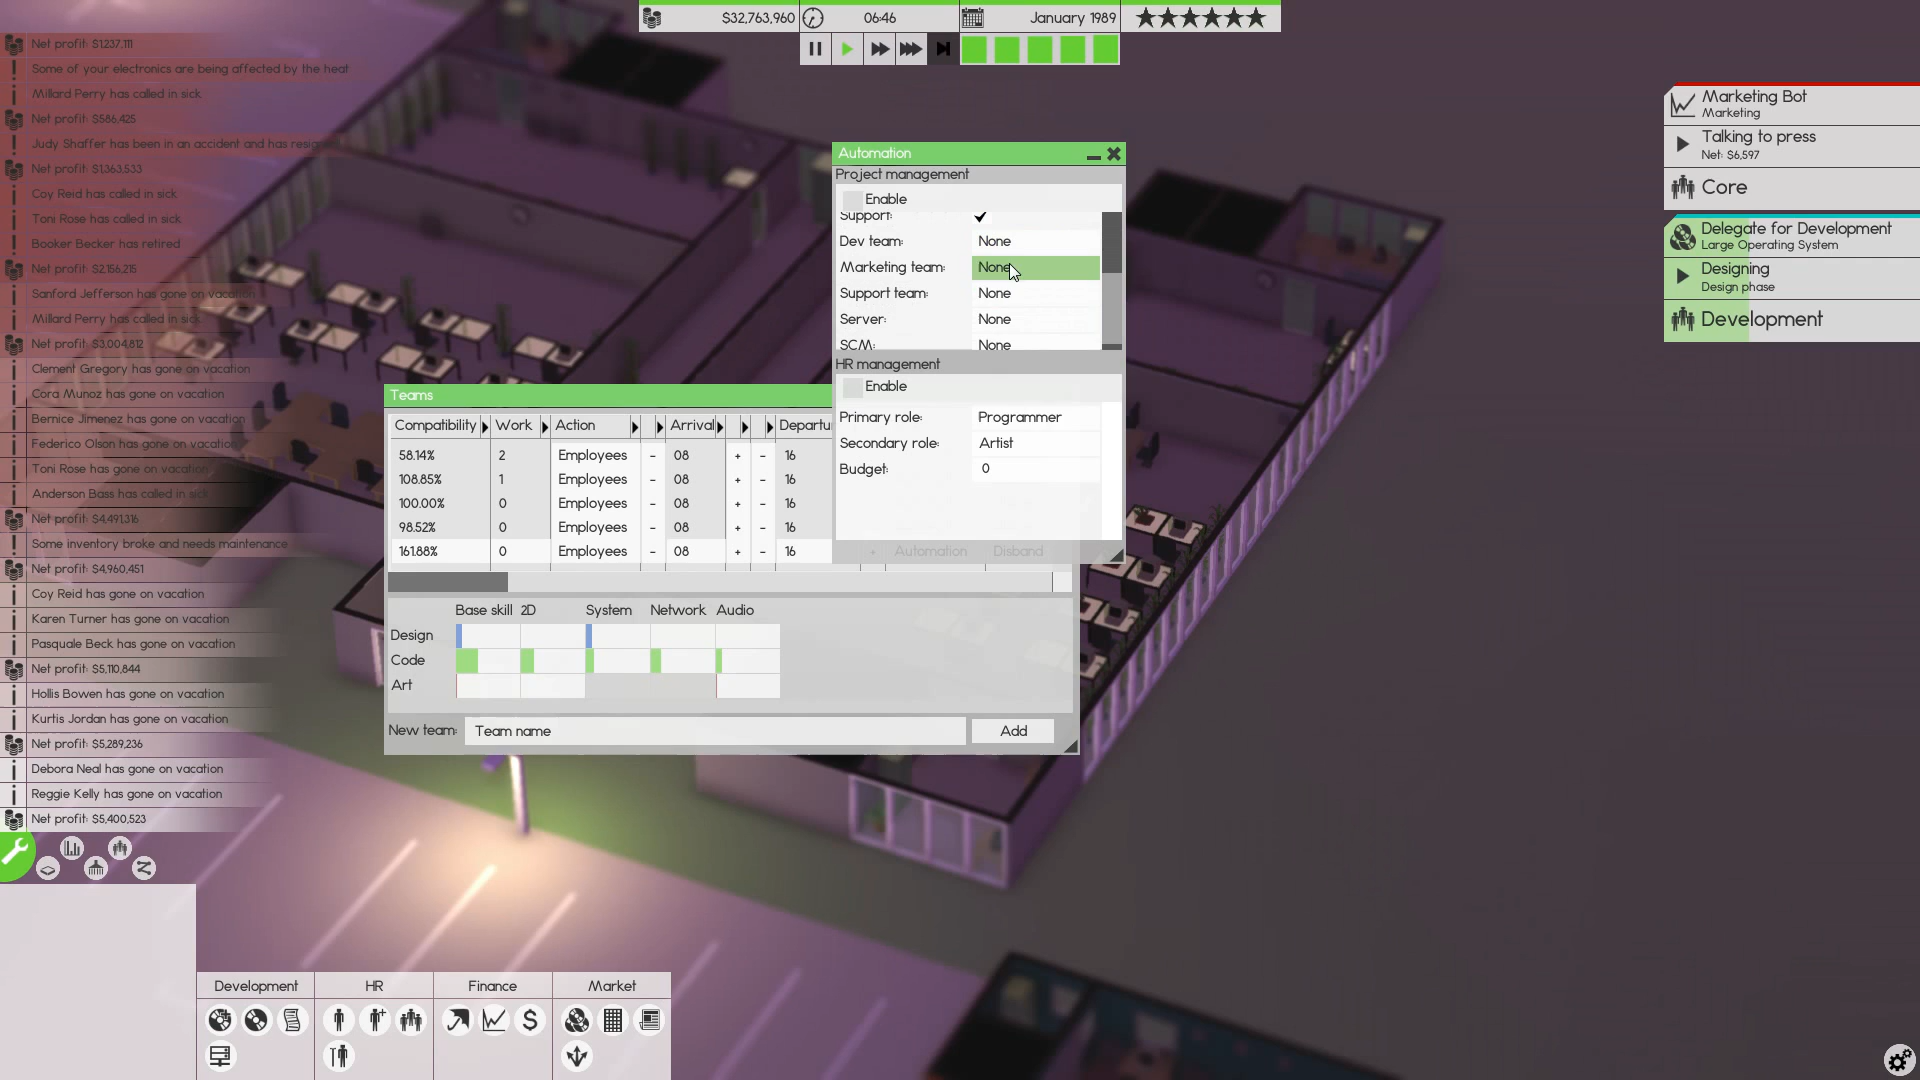 $32,763,960
06:46
January 1989
Net profit: $1,237,111
Some of your electronics are being affected by the heat
Millard Perry has called in sick
Net profit: $586,425
Judy Shaffer has been in an accident and has resigned
Net profit: $1,363,533
Coy Reid has called in sick
Toni Rose has called in sick
Booker Becker has retired
Net profit: $2,156,215
Sanford Jefferson has gone on vacation
Millard Perry has called in sick
Net profit: $3,004,812
Clement Gregory has gone on vacation
Cora Munoz has gone on vacation
Bernice Jimenez has gone on vacation
Federico Olson has gone on vacation
Toni Rose has gone on vacation
Anderson Bass has called in sick
Net profit: $4,491,316
Some inventory broke and needs maintenance
Net profit: $4,960,451
Coy Reid has gone on vacation
Karen Turner has gone on vacation
Pasquale Beck has gone on vacation
Net profit: $5,110,844
Hollis Bowen has gone on vacation
Kurtis Jordan has gone on vacation
Net profit: $5,289,236
Debora Neal has gone on vacation
Reggie Kelly has gone on vacation
Net profit: $5,400,523
Automation
Project management
Enable
Support:
Dev team: None
Marketing team: None
Support team: None
Server: None
SCM: None
HR management
Enable
Primary role: Programmer
Secondary role: Artist
Budget: 0
Teams
Compatibility Work Action Arrival Departu
58.14% 2 Employees - 08 + - 16
108.85% 1 Employees - 08 + - 16
100.00% 0 Employees - 08 + - 16
98.52% 0 Employees - 08 + - 16
161.88% 0 Employees - 08 + - 16 + Automation Disband
Base skill 2D System Network Audio
Design
Code
Art
New team: Team name Add
Marketing Bot
Marketing
Talking to press
Net: $6,597
Core
Delegate for Development
Large Operating System
Designing
Design phase
Development
Development HR Finance Market